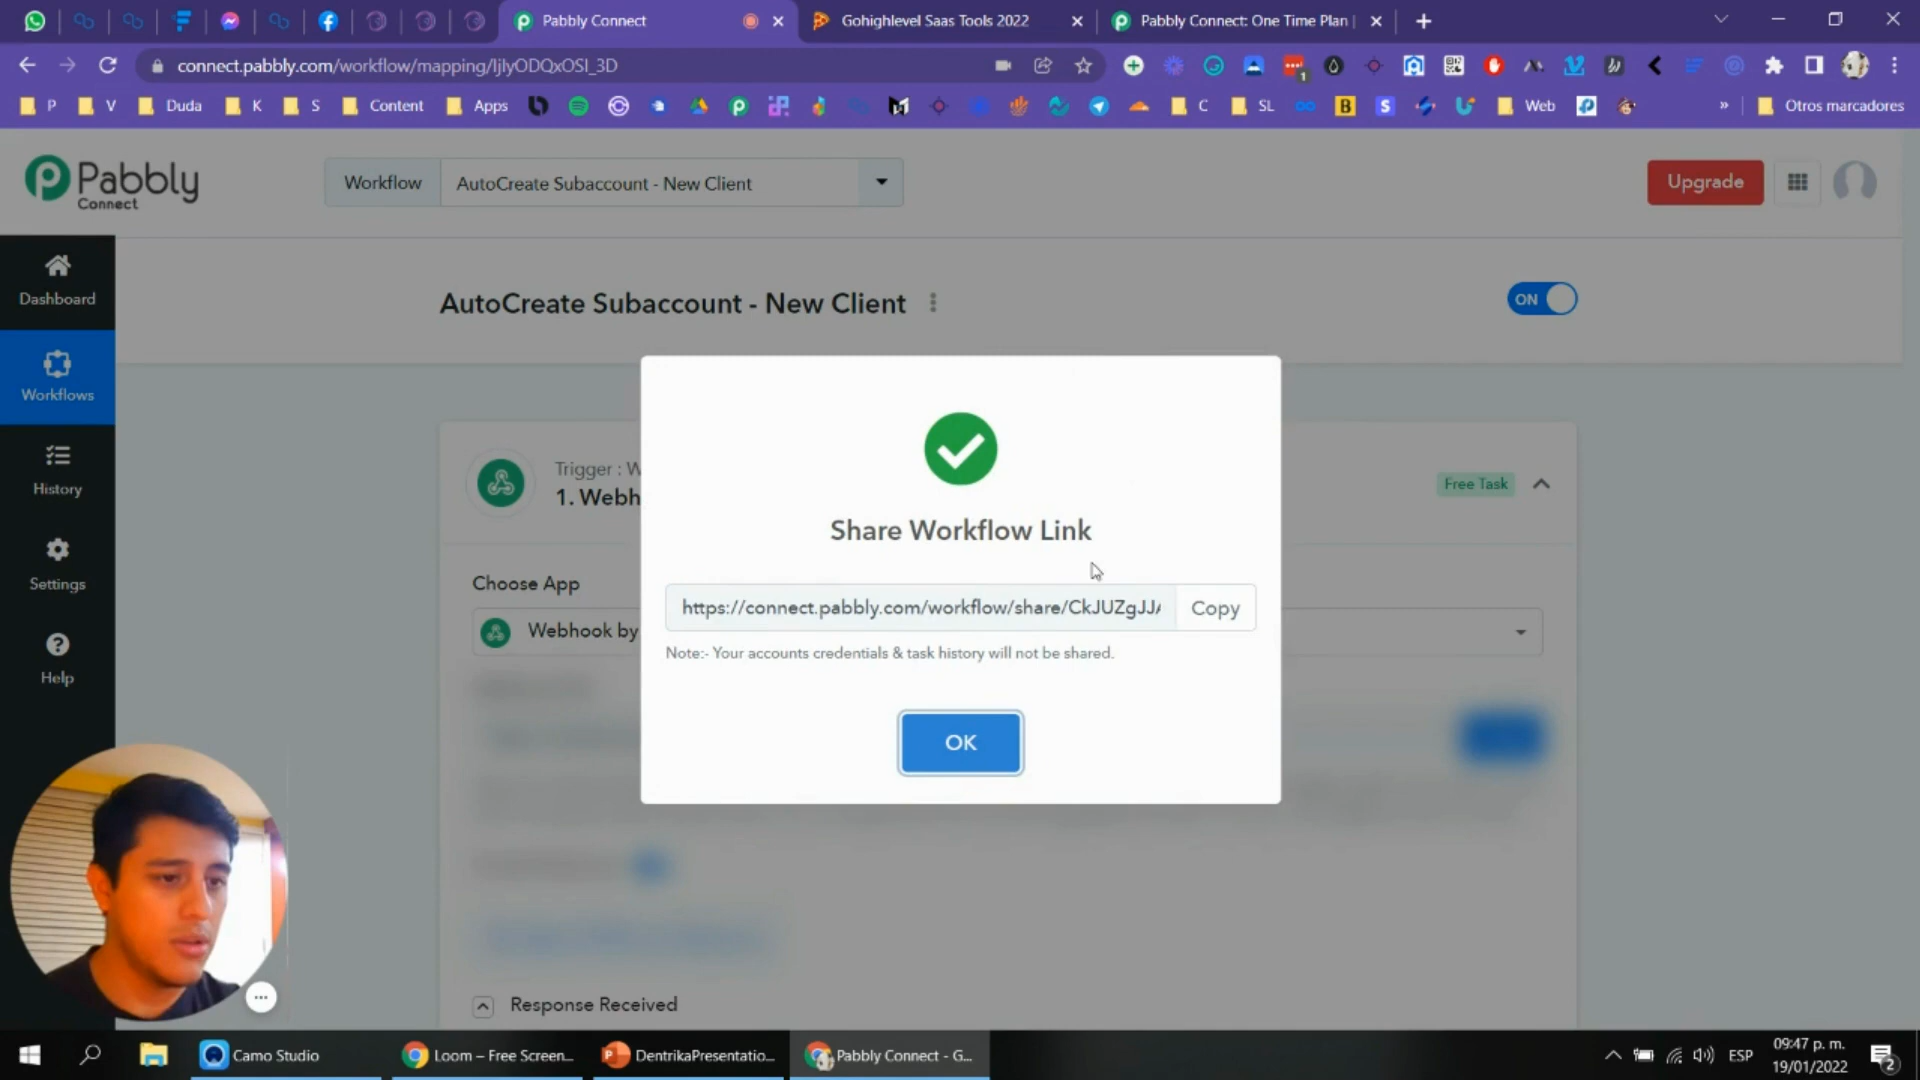 Pabbly Connect
Gohighlevel Saas Tools 2022
Pabbly Connect: One Time Plan |
connect.pabbly.com/workflow/mapping/IjIyODQxOSI_3D
P
V
Duda
K
S
Content
Apps
C
SL
B
S
Web
»
Otros marcadores
Pabbly
Connect
Workflow
AutoCreate Subaccount - New Client
Upgrade
Dashboard
Workflows
History
Settings
Help
AutoCreate Subaccount - New Client
ON
Trigger : W
1. Webh
Free Task
Choose App
Webhook by
Share Workflow Link
https://connect.pabbly.com/workflow/share/CkJUZgJJA
Copy
Note:- Your accounts credentials & task history will not be shared.
OK
Response Received
Camo Studio
Loom – Free Screen...
DentrikaPresentatio...
Pabbly Connect - G...
ESP
09:47 p. m.
19/01/2022
2